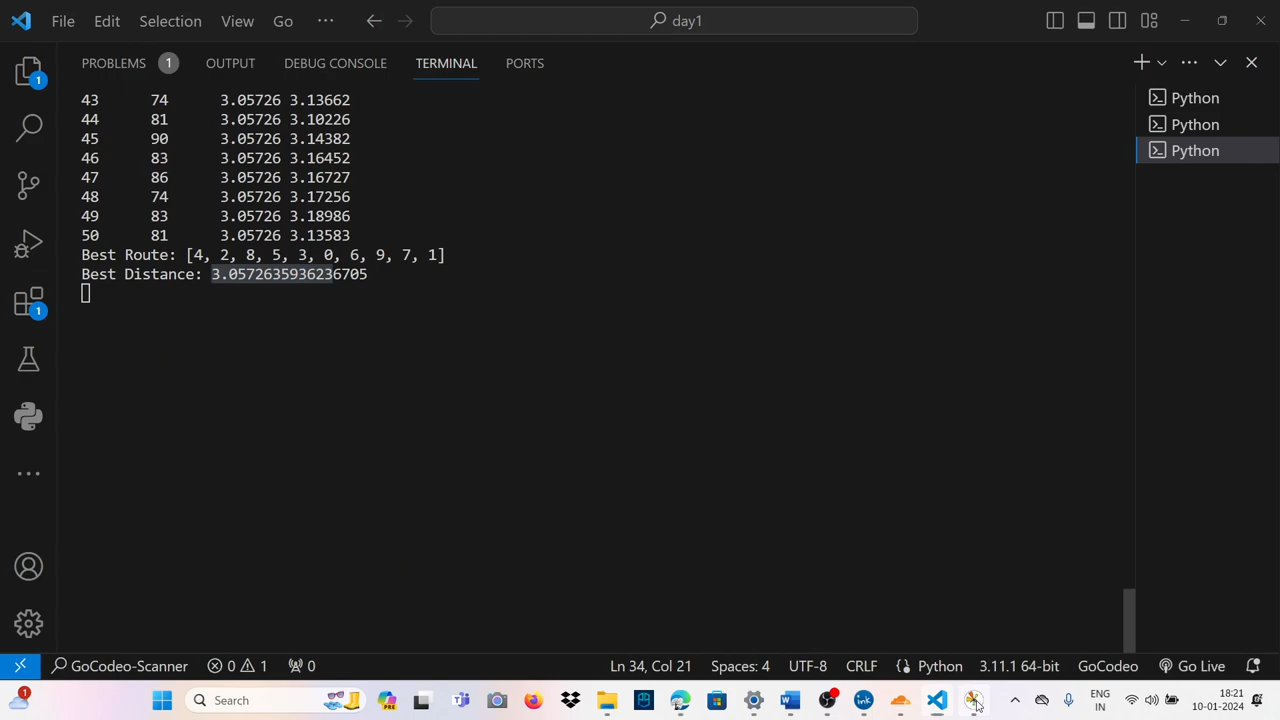 File Edit Selection View Go ··· day1
PROBLEMS 1 OUTPUT DEBUG CONSOLE TERMINAL PORTS
43 74 3.05726 3.13662
44 81 3.05726 3.10226
45 90 3.05726 3.14382
46 83 3.05726 3.16452
47 86 3.05726 3.16727
48 74 3.05726 3.17256
49 83 3.05726 3.18986
50 81 3.05726 3.13583
Best Route: [4, 2, 8, 5, 3, 0, 6, 9, 7, 1]
Best Distance: 3.0572635936236705
Python
Python
Python
1
1
GoCodeo-Scanner 0 1 0 Ln 34, Col 21 Spaces: 4 UTF-8 CRLF Python 3.11.1 64-bit GoCodeo Go Live
1 Search PRE ink ENG
IN
18:21
10-01-2024